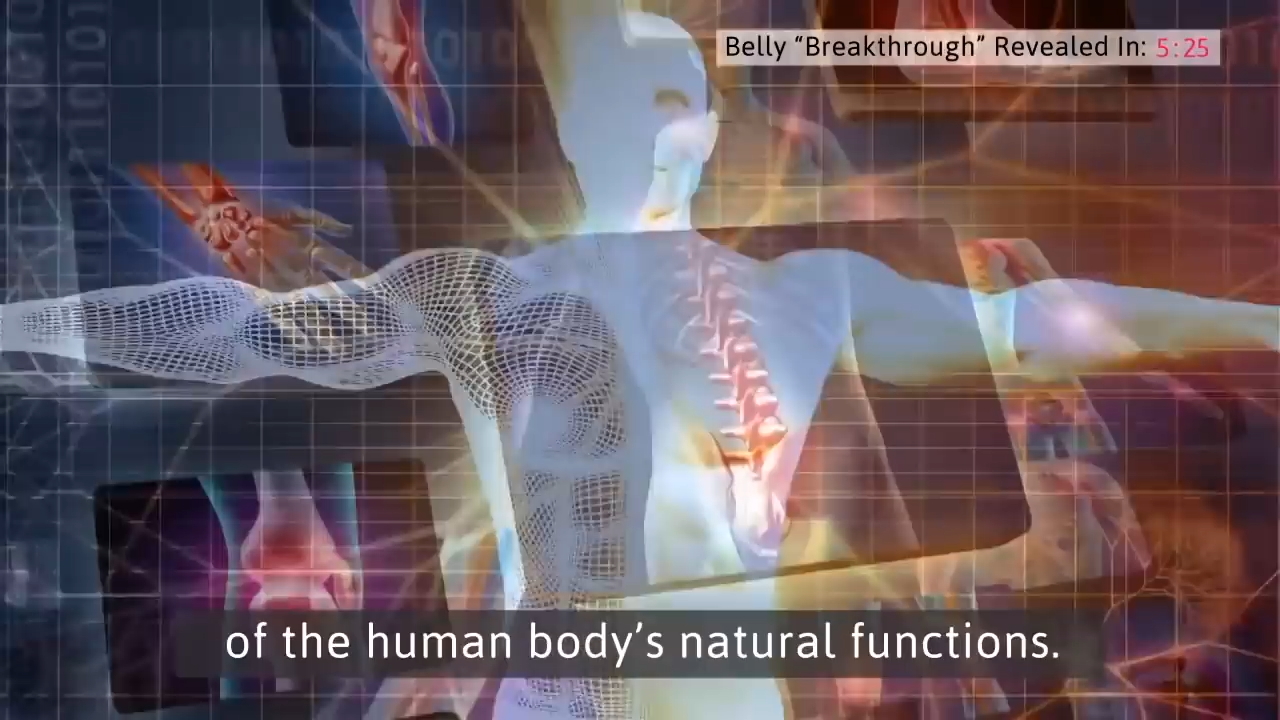 Belly “Breakthrough” Revealed In: 5:25
of the human body’s natural functions.